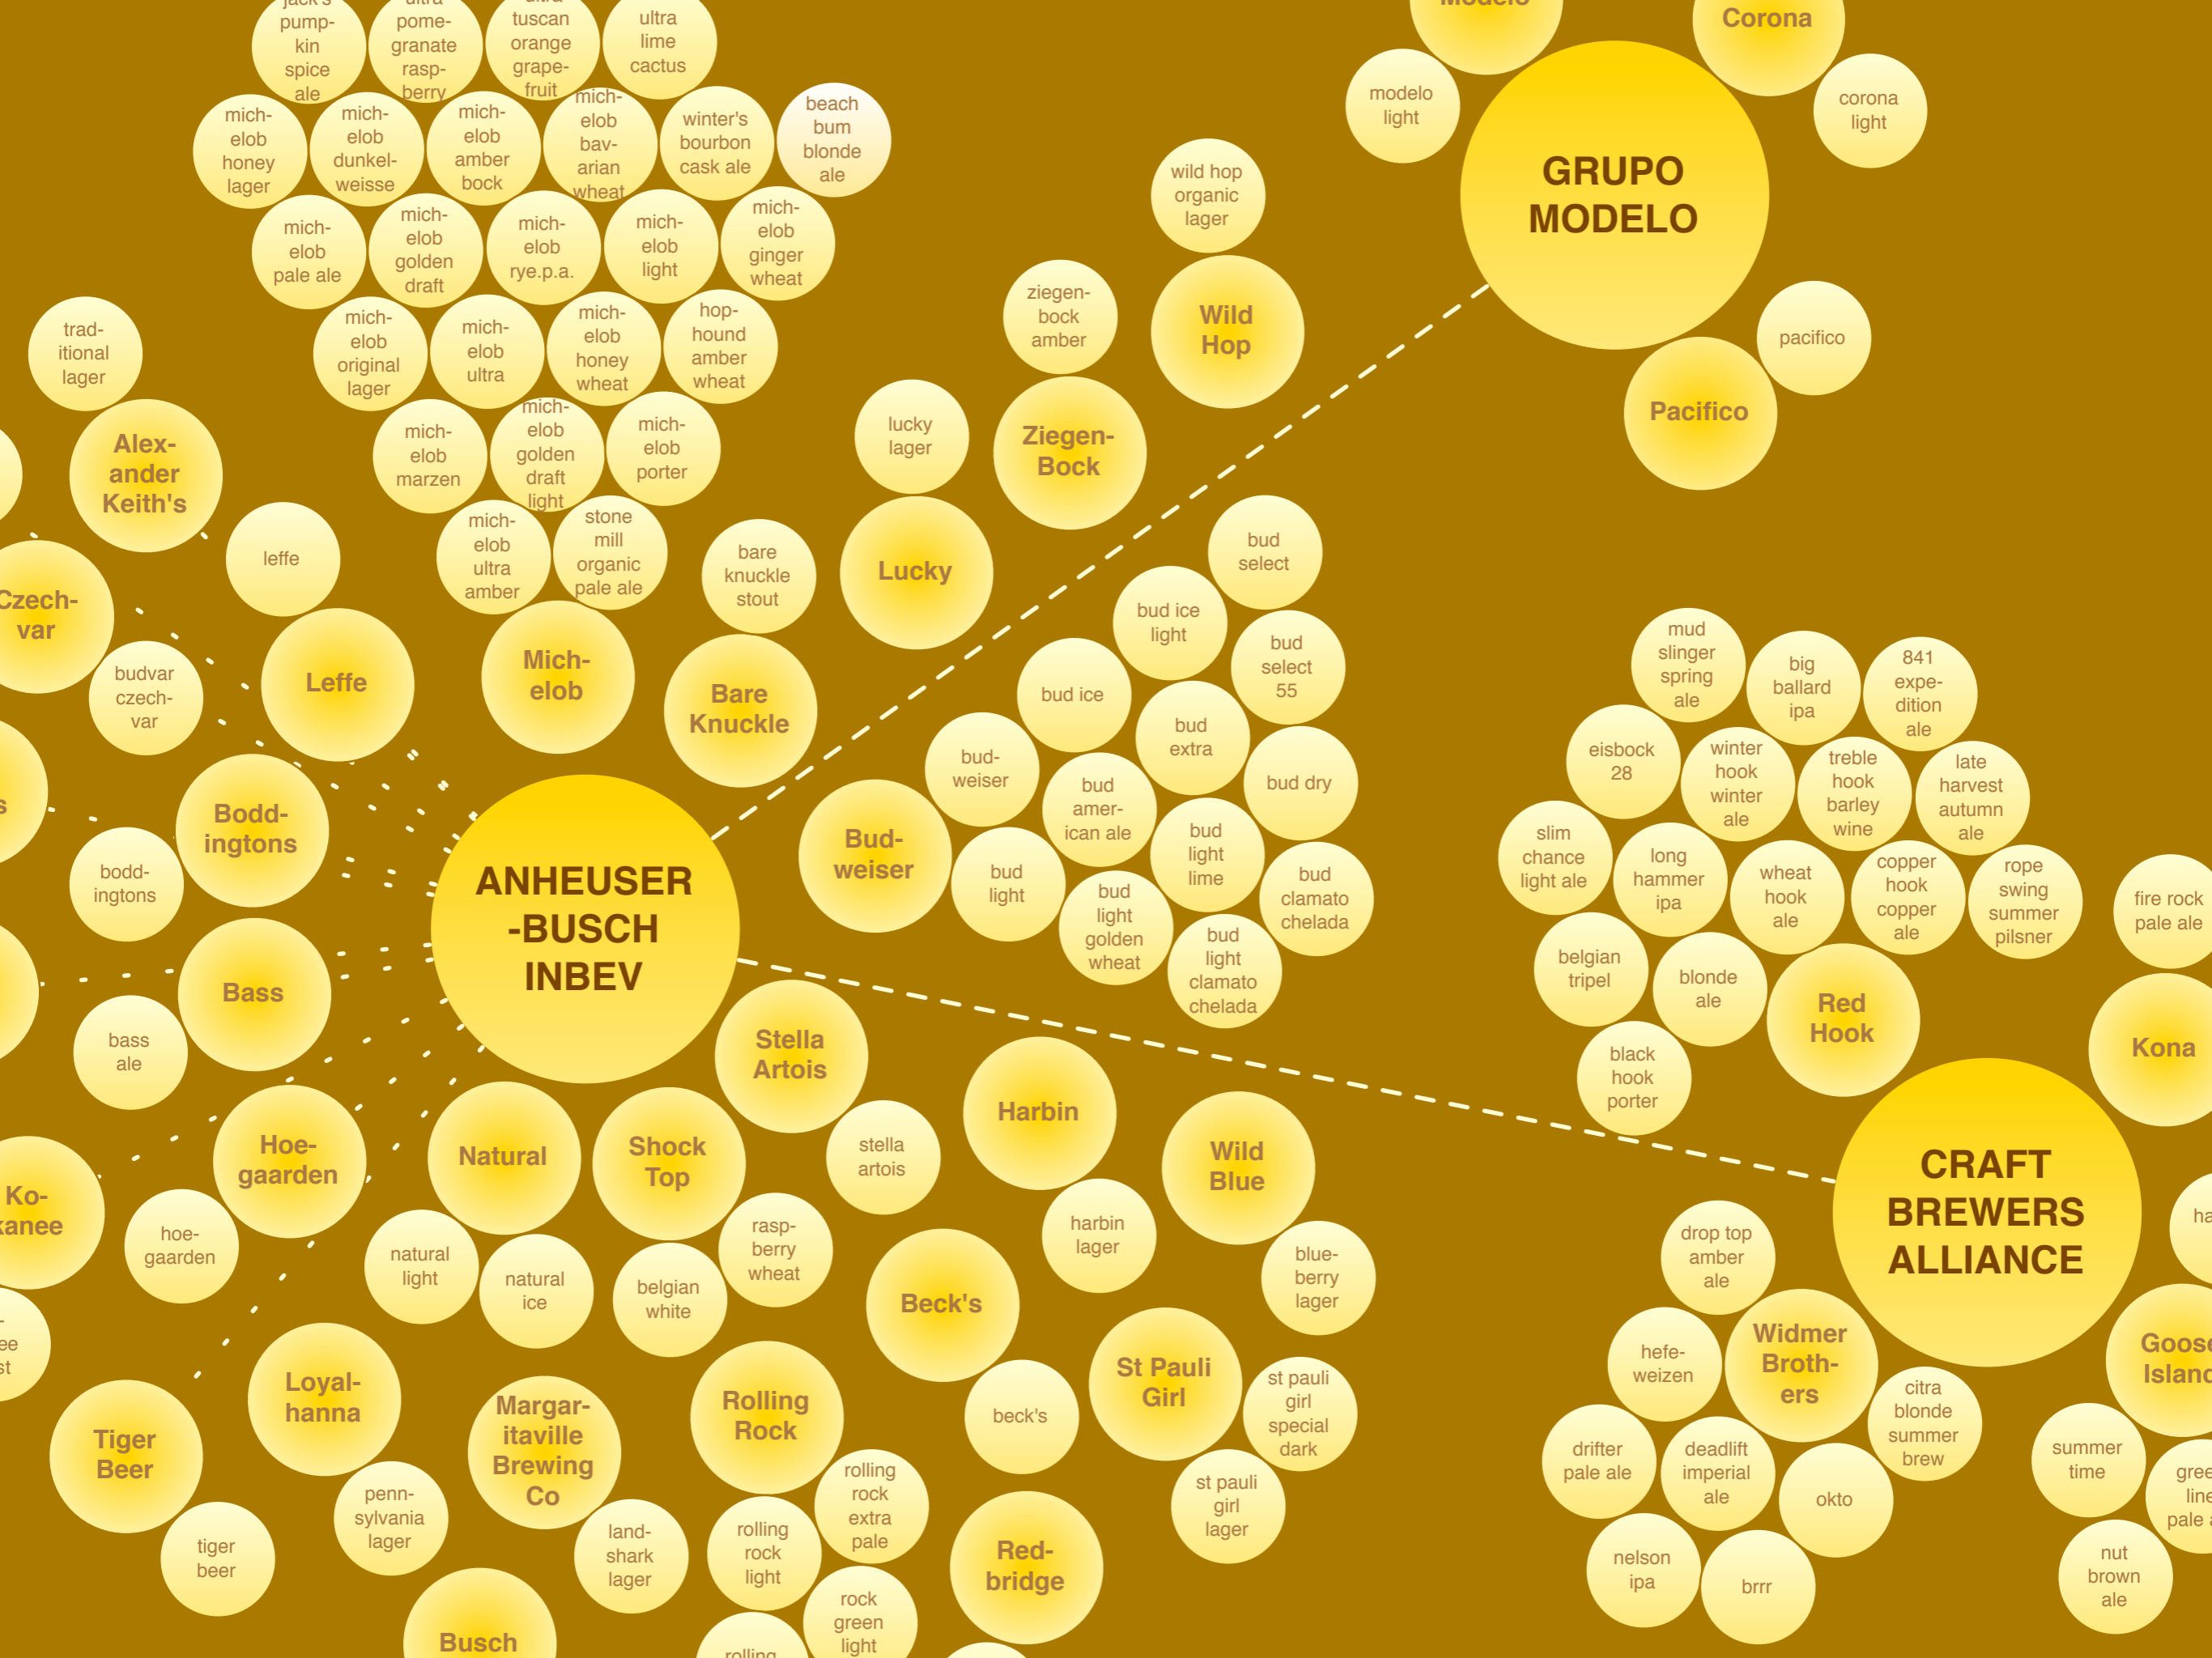 jack's
pump-
kin
spice
ale
ultra
pome-
granate
rasp-
berry
ultra
tuscan
orange
grape-
fruit
ultra
lime
cactus
mich-
elob
honey
lager
mich-
elob
dunkel-
weisse
mich-
elob
amber
bock
mich-
elob
bav-
arian
wheat
winter's
bourbon
cask ale
beach
bum
blonde
ale
mich-
elob
pale ale
mich-
elob
golden
draft
mich-
elob
rye.p.a.
mich-
elob
light
mich-
elob
ginger
wheat
mich-
elob
original
lager
mich-
elob
ultra
mich-
elob
honey
wheat
hop-
hound
amber
wheat
mich-
elob
marzen
mich-
elob
golden
draft
light
mich-
elob
porter
mich-
elob
ultra
amber
stone
mill
organic
pale ale
Mich-
elob
trad-
itional
lager
Alex-
ander
Keith's
Czech-
var
budvar
czech-
var
leffe
Leffe
Bodd-
ingtons
bodd-
ingtons
Bass
bass
ale
Hoe-
gaarden
hoe-
gaarden
Ko-
kanee
Tiger
Beer
tiger
beer
Loyal-
hanna
penn-
sylvania
lager
bare
knuckle
stout
Bare
Knuckle
lucky
lager
Lucky
ziegen-
bock
amber
Ziegen-
Bock
wild hop
organic
lager
Wild
Hop
Modelo
modelo
light
Corona
corona
light
GRUPO
MODELO
pacifico
Pacifico
ANHEUSER
-BUSCH
INBEV
Bud-
weiser
bud-
weiser
bud
light
bud ice
bud
amer-
ican ale
bud
light
golden
wheat
bud ice
light
bud
extra
bud
light
lime
bud
light
clamato
chelada
bud
select
bud
select
55
bud dry
bud
clamato
chelada
Stella
Artois
stella
artois
Harbin
harbin
lager
Wild
Blue
blue-
berry
lager
Natural
natural
light
natural
ice
Shock
Top
rasp-
berry
wheat
belgian
white
Beck's
beck's
St Pauli
Girl
st pauli
girl
special
dark
st pauli
girl
lager
Margar-
itaville
Brewing
Co
land-
shark
lager
Rolling
Rock
rolling
rock
extra
pale
rolling
rock
light
rock
green
light
rolling
Red-
bridge
Busch
mud
slinger
spring
ale
big
ballard
ipa
841
expe-
dition
ale
eisbock
28
winter
hook
winter
ale
treble
hook
barley
wine
late
harvest
autumn
ale
slim
chance
light ale
long
hammer
ipa
wheat
hook
ale
copper
hook
copper
ale
rope
swing
summer
pilsner
belgian
tripel
blonde
ale
black
hook
porter
Red
Hook
fire rock
pale ale
Kona
CRAFT
BREWERS
ALLIANCE
drop top
amber
ale
hefe-
weizen
Widmer
Broth-
ers
citra
blonde
summer
brew
drifter
pale ale
deadlift
imperial
ale
okto
nelson
ipa
brrr
Goose
Island
summer
time
nut
brown
ale